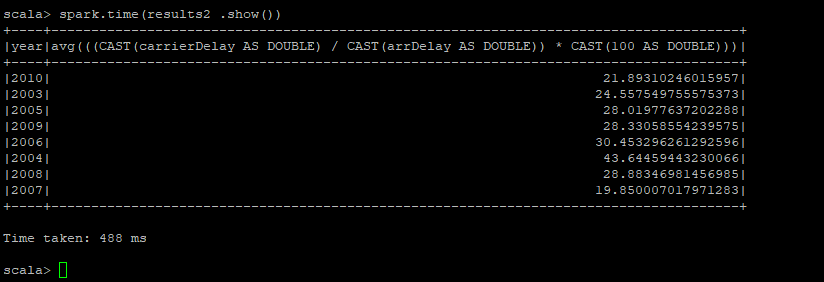 scala> spark.time(results2 .show())
+----+---------------------------------------------------------------------------------------+
|year|avg(((CAST(carrierDelay AS DOUBLE) / CAST(arrDelay AS DOUBLE)) * CAST(100 AS DOUBLE)))|
+----+---------------------------------------------------------------------------------------+
|2010| 21.89310246015957|
|2003| 24.557549755575373|
|2005| 28.01977637202288|
|2009| 28.33058554239575|
|2006| 30.453296261292596|
|2004| 43.64459443230066|
|2008| 28.88346981456985|
|2007| 19.850007017971283|
+----+---------------------------------------------------------------------------------------+
Time taken: 488 ms
scala>